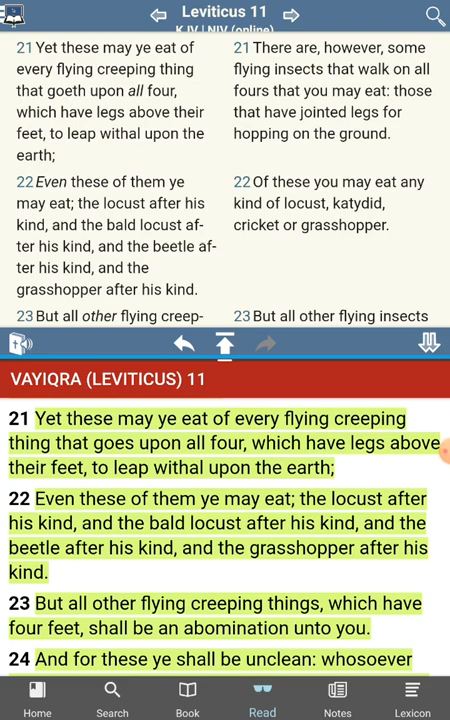 Leviticus 11
KJV | NIV (online)
21 Yet these may ye eat of
every flying creeping thing
that goeth upon all four,
which have legs above their
feet, to leap withal upon the
earth;
22 Even these of them ye
may eat; the locust after his
kind, and the bald locust af-
ter his kind, and the beetle af-
ter his kind, and the
grasshopper after his kind.
23 But all other flying creep-
21 There are, however, some
flying insects that walk on all
fours that you may eat: those
that have jointed legs for
hopping on the ground.
22 Of these you may eat any
kind of locust, katydid,
cricket or grasshopper.
23 But all other flying insects
VAYIQRA (LEVITICUS) 11
21 Yet these may ye eat of every flying creeping
thing that goes upon all four, which have legs above
their feet, to leap withal upon the earth;
22 Even these of them ye may eat; the locust after
his kind, and the bald locust after his kind, and the
beetle after his kind, and the grasshopper after his
kind.
23 But all other flying creeping things, which have
four feet, shall be an abomination unto you.
24 And for these ye shall be unclean: whosoever
Home
Search
Book
Read
Notes
Lexicon